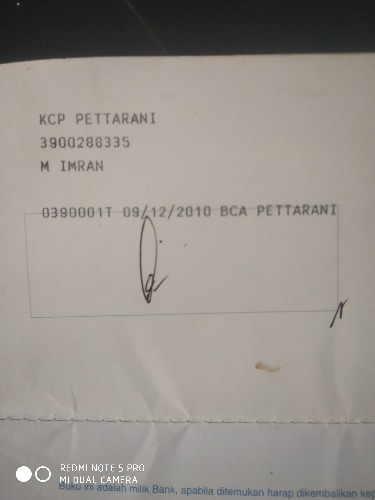 KCP PETTARANI
3900288335
M IMRAN
0390001T 09/12/2010 BCA PETTARANI
REDMI NOTE 5 PRO
MI DUAL CAMERA
Buku ini adalah milik Bank, apabila ditemukan harap dikembalikan